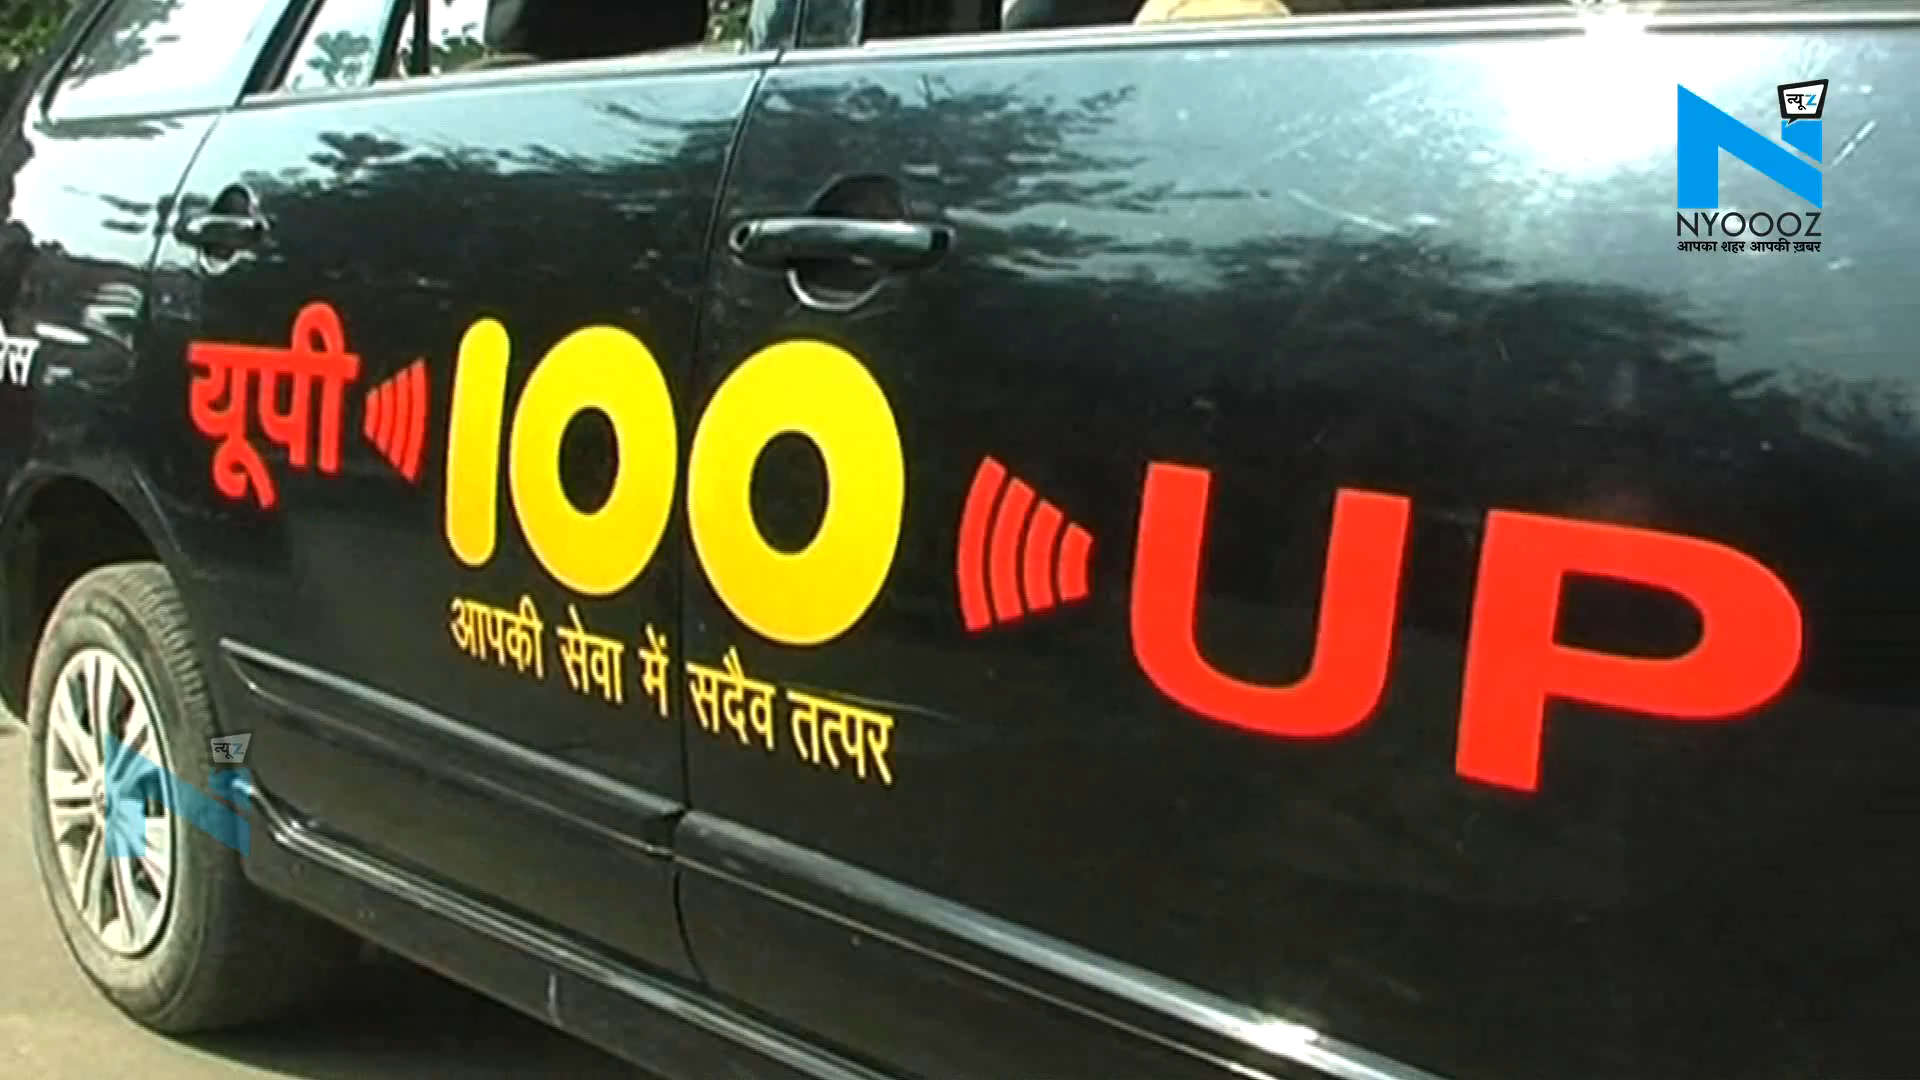 न्यूZ
NYOOOZ
आपका शहर आपकी ख़बर
यूपी 100 UP
आपकी सेवा में सदैव तत्पर
न्यूZ